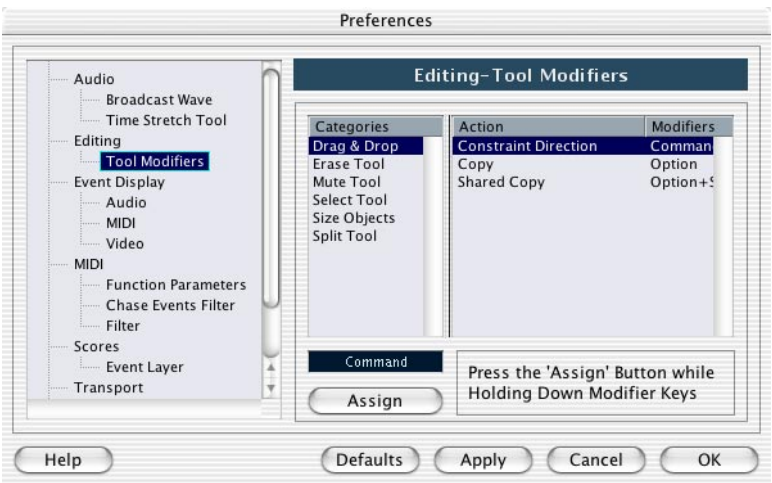 Preferences
Audio
Broadcast Wave
Time Stretch Tool
Editing
Tool Modifiers
Event Display
Audio
MIDI
Video
MIDI
Function Parameters
Chase Events Filter
Filter
Scores
Event Layer
Transport
Editing-Tool Modifiers
Categories
Drag & Drop
Erase Tool
Mute Tool
Select Tool
Size Objects
Split Tool
Action Modifiers
Constraint Direction Comman
Copy Option
Shared Copy Option+S
Command
Assign
Press the 'Assign' Button while
Holding Down Modifier Keys
Help Defaults Apply Cancel OK